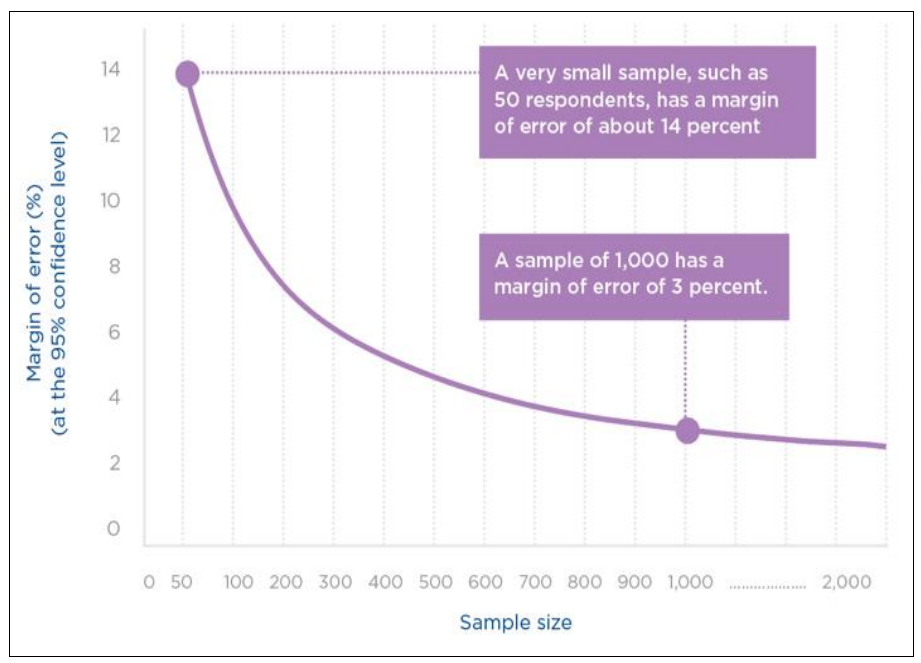 14
12
10
8
6
4
2
0
Margin of error (%)
(at the 95% confidence level)
A very small sample, such as
50 respondents, has a margin
of error of about 14 percent
A sample of 1,000 has a
margin of error of 3 percent.
0 50 100 200 300 400 500 600 700 800 900 1,000 .................. 2,000
Sample size